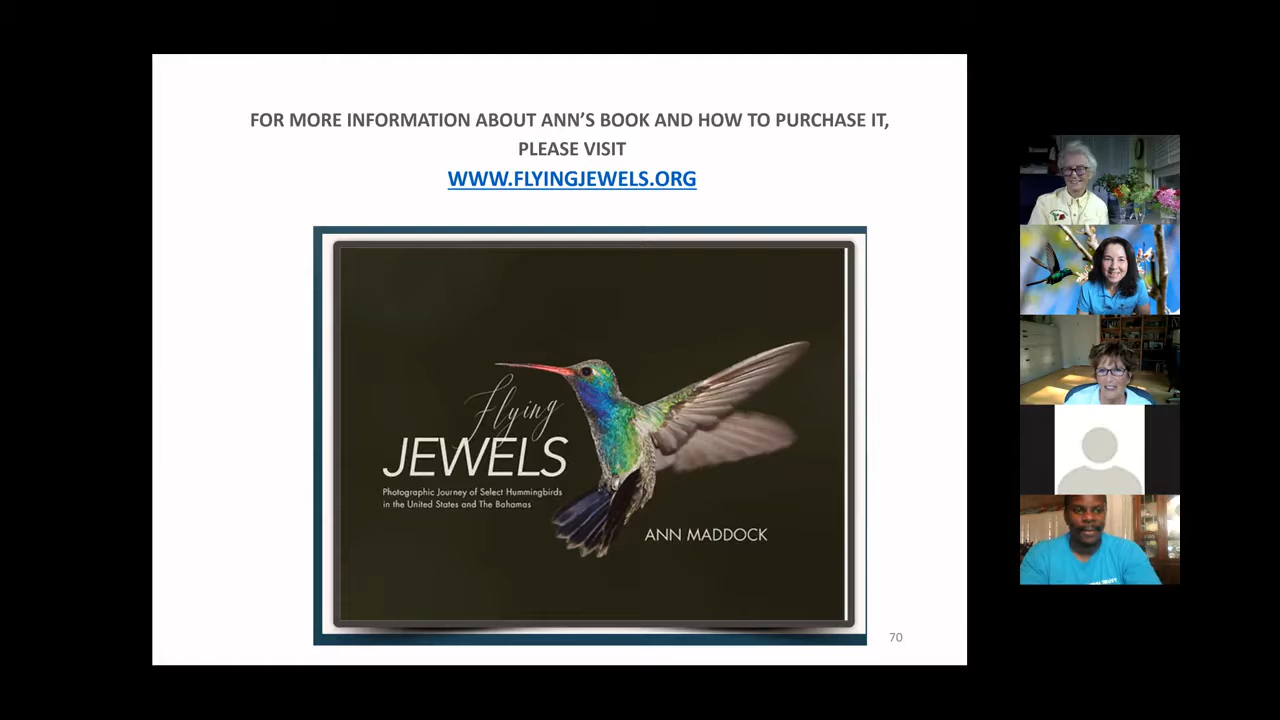 FOR MORE INFORMATION ABOUT ANN’S BOOK AND HOW TO PURCHASE IT,
PLEASE VISIT
WWW.FLYINGJEWELS.ORG
Flying
JEWELS
Photographic Journey of Select Hummingbirds
in the United States and The Bahamas
ANN MADDOCK
70